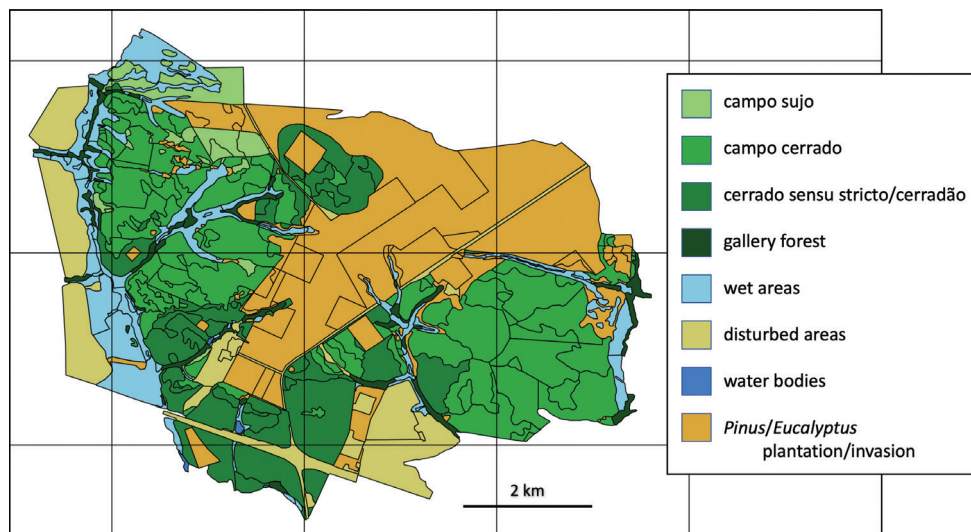 campo sujo
campo cerrado
cerrado sensu stricto/cerradão
gallery forest
wet areas
disturbed areas
water bodies
Pinus/Eucalyptus
plantation/invasion
2 km